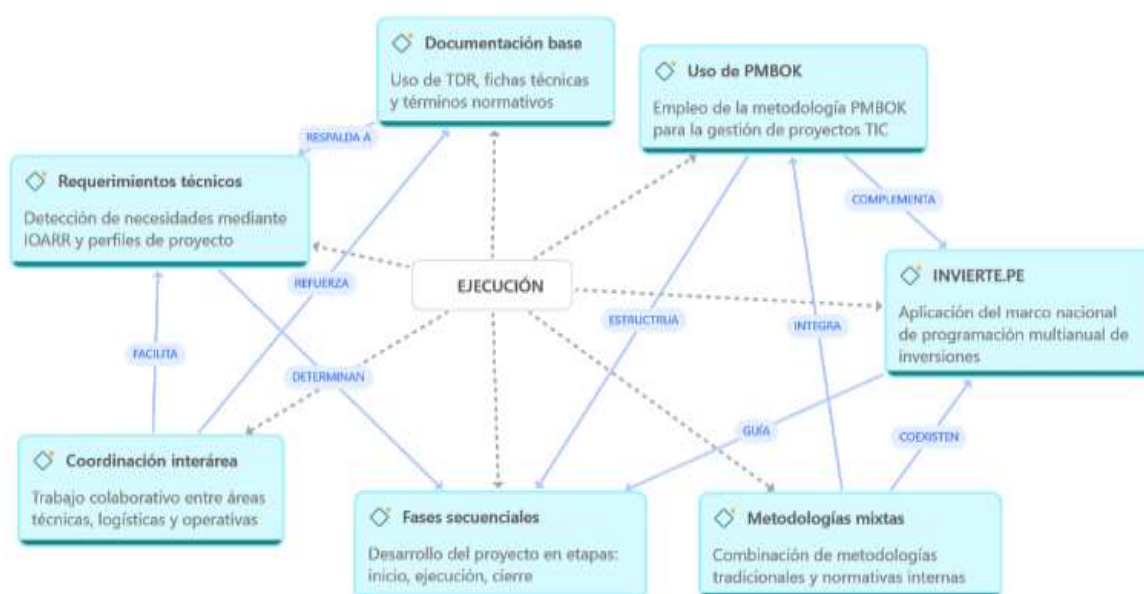 Documentación base
Uso de TDR, fichas técnicas
y términos normativos
Uso de PMBOK
Empleo de la metodología PMBOK
para la gestión de proyectos TIC
RESPALDA A
Requerimientos técnicos
Detección de necesidades mediante
IOARR y perfiles de proyecto
COMPLEMENTA
INVIERTE.PE
Aplicación del marco nacional
de programación multianual de
inversiones
EJECUCIÓN
REFUERZA
ESTRUCTRUA
INTEGRA
FACILITA
DETERMINAN
GUÍA
COEXISTEN
Coordinación interárea
Trabajo colaborativo entre áreas
técnicas, logísticas y operativas
Fases secuenciales
Desarrollo del proyecto en etapas:
inicio, ejecución, cierre
Metodologías mixtas
Combinación de metodologías
tradicionales y normativas internas